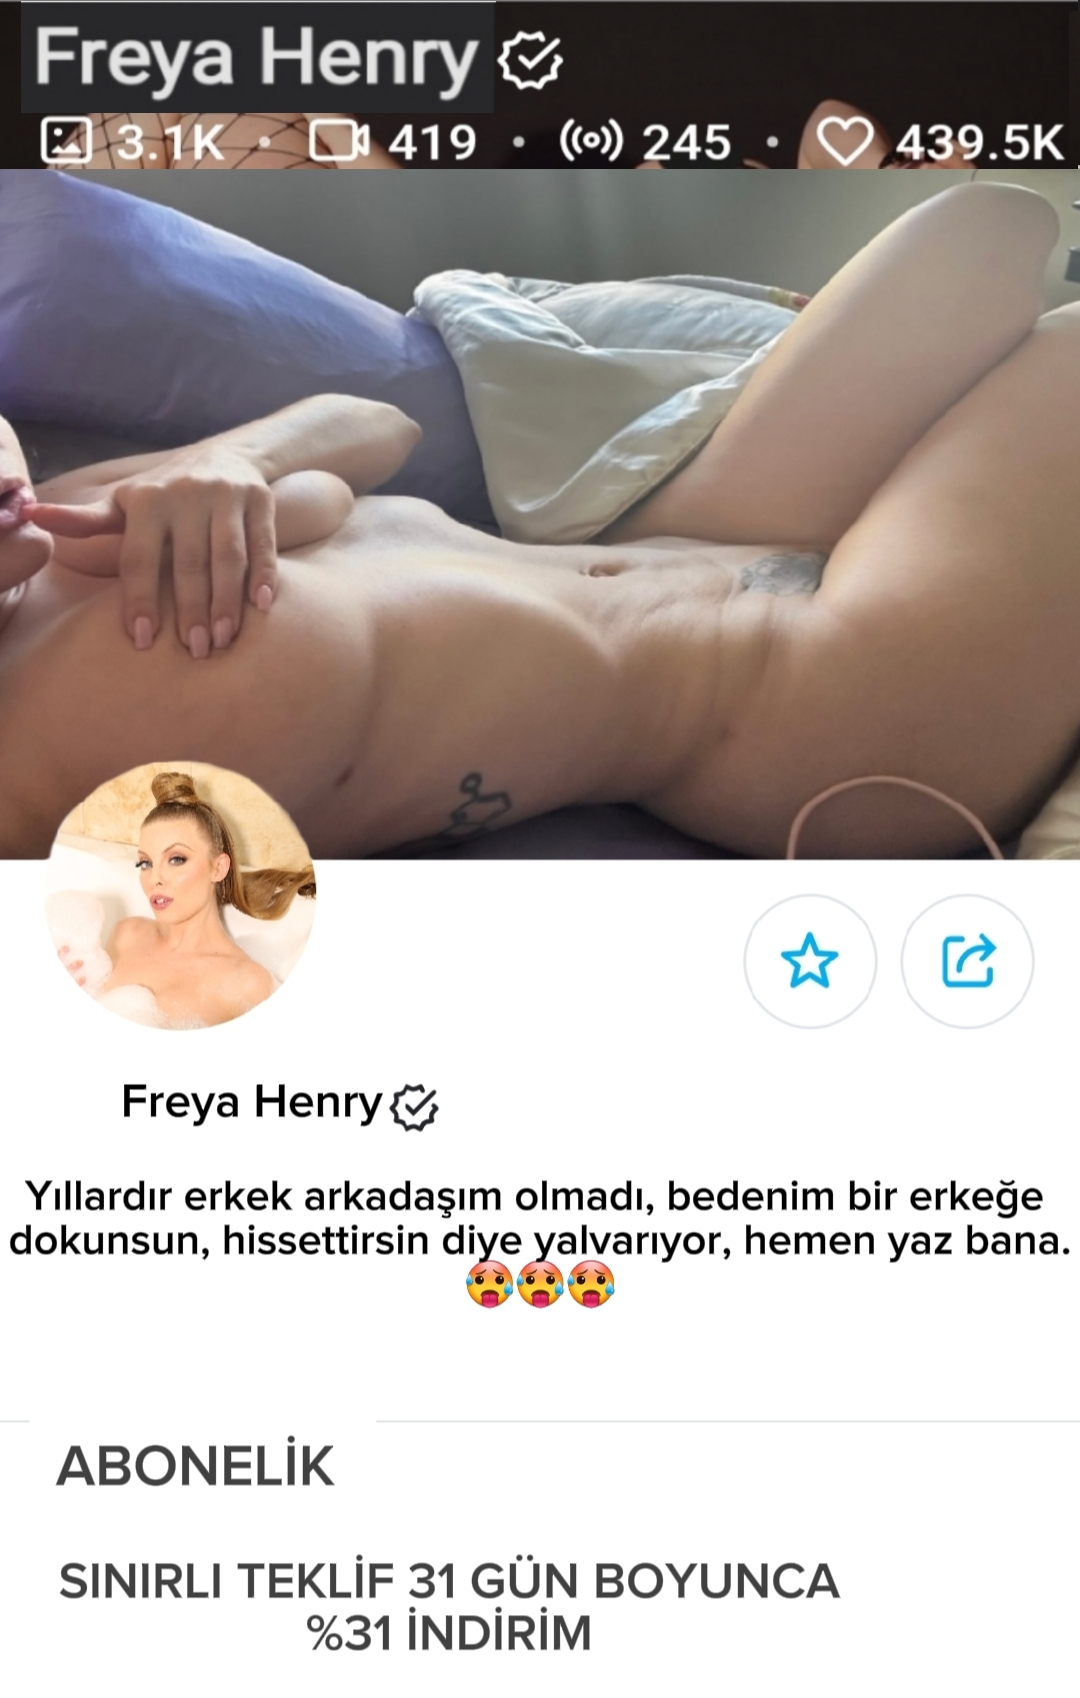 Freya Henry
3.1K • 419 • 245 • 439.5K
Freya Henry
Yıllardır erkek arkadaşım olmadı, bedenim bir erkeğe
dokunsun, hissettirsin diye yalvarıyor, hemen yaz bana.
🥵🥵🥵
ABONELİK
SINIRLI TEKLİF 31 GÜN BOYUNCA
%31 İNDİRİM